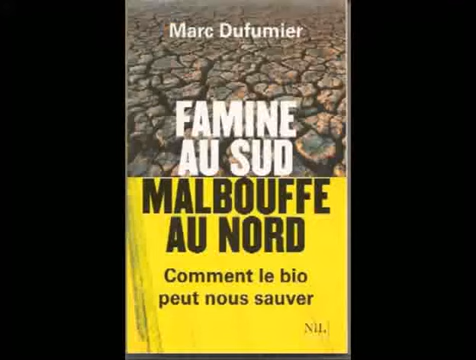 Marc Dufumier
FAMINE
AU SUD
MALBOUFFE
AU NORD
Comment le bio
peut nous sauver
NiL